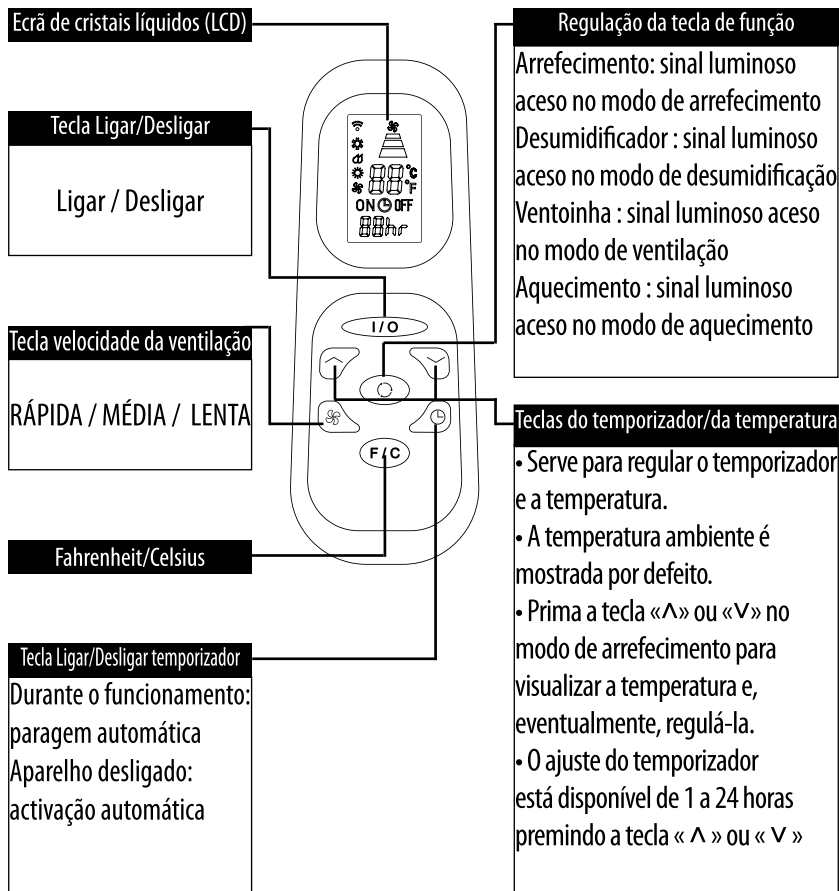 Ecrã de cristais líquidos (LCD)
Tecla Ligar/Desligar
Ligar / Desligar
Tecla velocidade da ventilação
RÁPIDA / MÉDIA / LENTA
Fahrenheit/Celsius
Tecla Ligar/Desligar temporizador
Durante o funcionamento:
paragem automática
Aparelho desligado:
activação automática
°C
°F
ON OFF
88hr
I/O
F/C
Regulação da tecla de função
Arrefecimento: sinal luminoso
aceso no modo de arrefecimento
Desumidificador : sinal luminoso
aceso no modo de desumidificação
Ventoinha : sinal luminoso aceso
no modo de ventilação
Aquecimento : sinal luminoso
aceso no modo de aquecimento
Teclas do temporizador/da temperatura
• Serve para regular o temporizador
e a temperatura.
• A temperatura ambiente é
mostrada por defeito.
• Prima a tecla «∧» ou «∨» no
modo de arrefecimento para
visualizar a temperatura e,
eventualmente, regulá-la.
• O ajuste do temporizador
está disponível de 1 a 24 horas
premindo a tecla « ∧ » ou « ∨ »